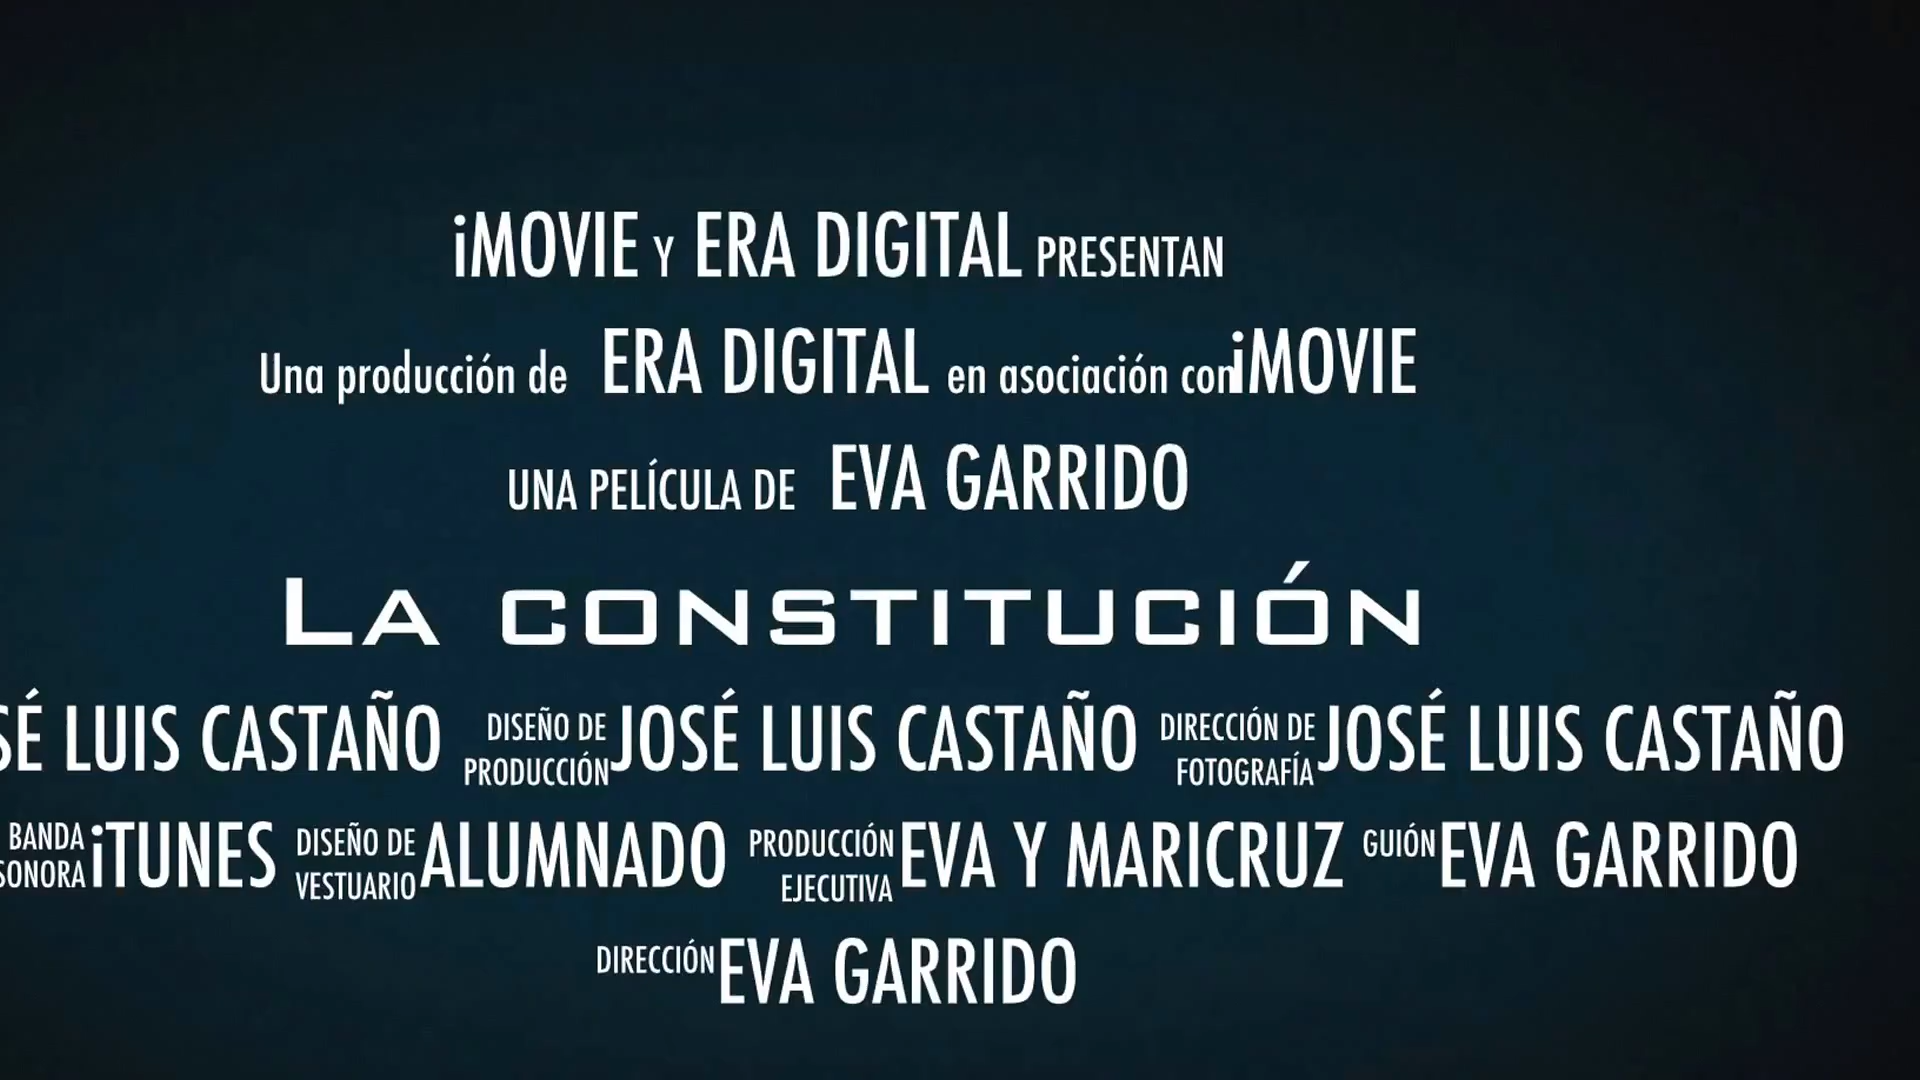 iMOVIE Y ERA DIGITAL PRESENTAN
Una producción de ERA DIGITAL en asociación con iMOVIE
UNA PELÍCULA DE EVA GARRIDO
LA CONSTITUCIÓN
LUIS CASTAÑO DISEÑO DE PRODUCCIÓN JOSÉ LUIS CASTAÑO DIRECCIÓN DE FOTOGRAFÍA JOSÉ LUIS CASTAÑO
BANDA SONORA iTUNES DISEÑO DE VESTUARIO ALUMNADO PRODUCCIÓN EJECUTIVA EVA Y MARICRUZ GUIÓN EVA GARRIDO
DIRECCIÓN EVA GARRIDO